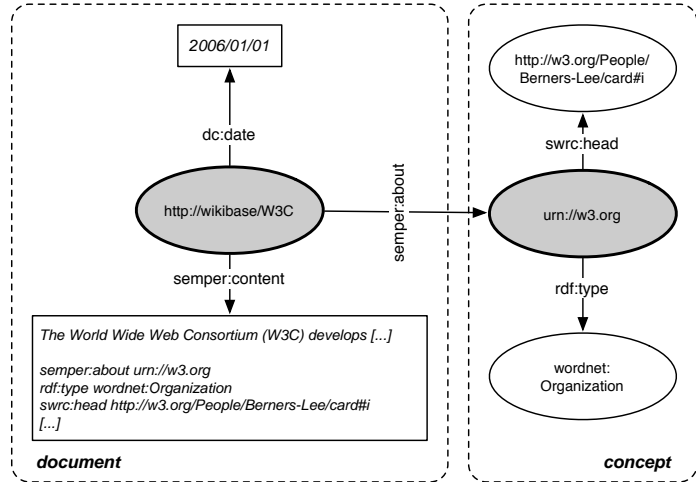 2006/01/01
dc:date
http://wikibase/W3C
semper:content
The World Wide Web Consortium (W3C) develops [...]
semper:about urn://w3.org
rdf:type wordnet:Organization
swrc:head http://w3.org/People/Berners-Lee/card#i
[...]
document
semper:about
http://w3.org/People/
Berners-Lee/card#i
swrc:head
urn://w3.org
rdf:type
wordnet:
Organization
concept